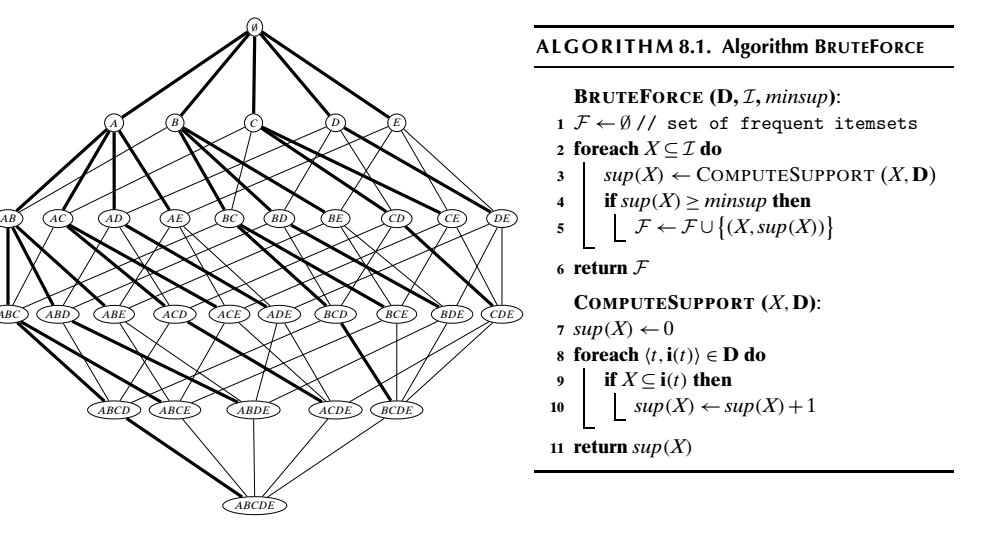 ∅
A B C D E
AB AC AD AE BC BD BE CD CE DE
ABC ABD ABE ACD ACE ADE BCD BCE BDE CDE
ABCD ABCE ABDE ACDE BCDE
ABCDE
ALGORITHM 8.1. Algorithm BRUTEFORCE
BRUTEFORCE (D, ℐ, minsup):
1 ℱ ← ∅ // set of frequent itemsets
2 foreach X ⊆ ℐ do
3 sup(X) ← COMPUTESUPPORT (X, D)
4 if sup(X) ≥ minsup then
5 ℱ ← ℱ ∪ {(X, sup(X))}
6 return ℱ
COMPUTESUPPORT (X, D):
7 sup(X) ← 0
8 foreach ⟨t, i(t)⟩ ∈ D do
9 if X ⊆ i(t) then
10 sup(X) ← sup(X) + 1
11 return sup(X)